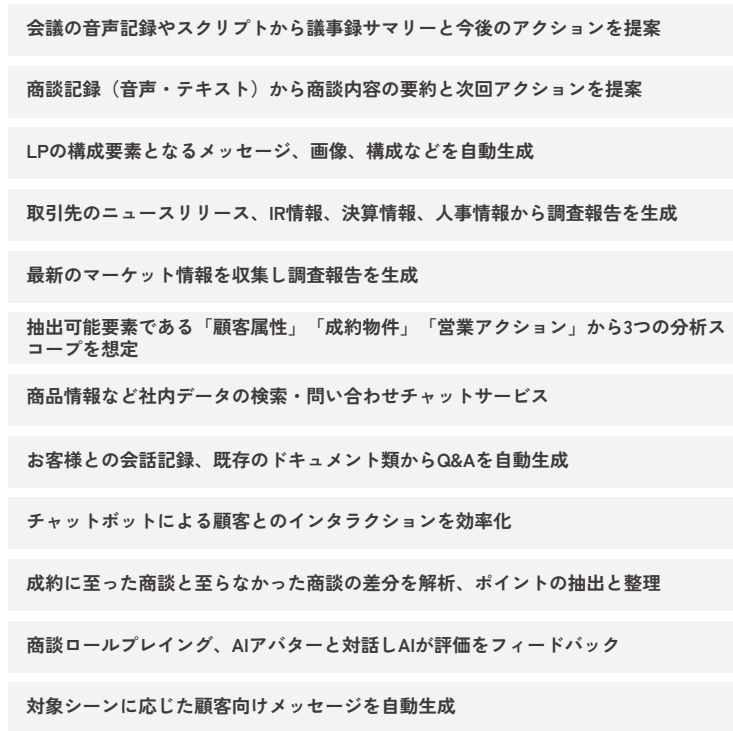 会議の音声記録やスクリプトから議事録サマリーと今後のアクションを提案
商談記録（音声・テキスト）から商談内容の要約と次回アクションを提案
LPの構成要素となるメッセージ、画像、構成などを自動生成
取引先のニュースリリース、IR情報、決算情報、人事情報から調査報告を生成
最新のマーケット情報を収集し調査報告を生成
抽出可能要素である「顧客属性」「成約物件」「営業アクション」から3つの分析ス
コープを想定
商品情報など社内データの検索・問い合わせチャットサービス
お客様との会話記録、既存のドキュメント類からQ&Aを自動生成
チャットボットによる顧客とのインタラクションを効率化
成約に至った商談と至らなかった商談の差分を解析、ポイントの抽出と整理
商談ロールプレイング、AIアバターと対話しAIが評価をフィードバック
対象シーンに応じた顧客向けメッセージを自動生成